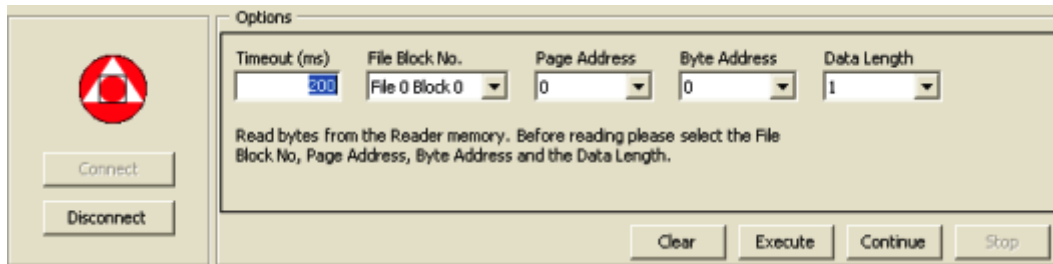 Options
Timeout (ms) File Block No. Page Address Byte Address Data Length
200 File 0 Block 0 0 0 1
Read bytes from the Reader memory. Before reading please select the File
Block No, Page Address, Byte Address and the Data Length.
Connect
Disconnect
Clear Execute Continue Stop